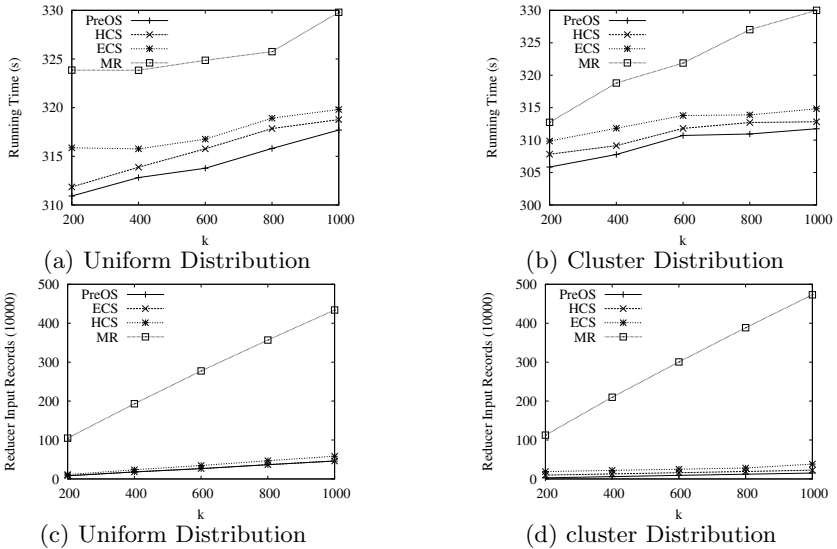 330
325
320
315
310
Running Time (s)
PreOS
HCS
ECS
MR
200 400 600 800 1000
k
(a) Uniform Distribution
330
325
320
315
310
305
300
Running Time (s)
PreOS
HCS
ECS
MR
200 400 600 800 1000
k
(b) Cluster Distribution
500
400
300
200
100
0
Reducer Input Records (10000)
PreOS
ECS
HCS
MR
200 400 600 800 1000
k
(c) Uniform Distribution
500
400
300
200
100
0
Reducer Input Records (10000)
PreOS
HCS
ECS
MR
200 400 600 800 1000
k
(d) cluster Distribution